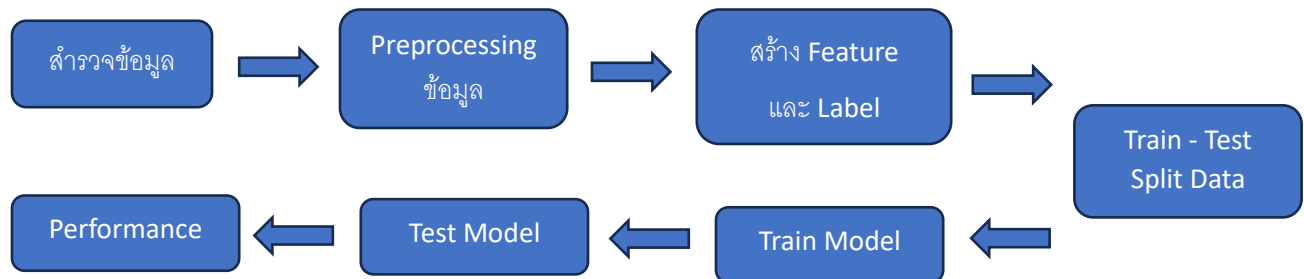 สำรวจข้อมูล
Preprocessing
ข้อมูล
สร้าง Feature
และ Label
Train - Test
Split Data
Train Model
Test Model
Performance